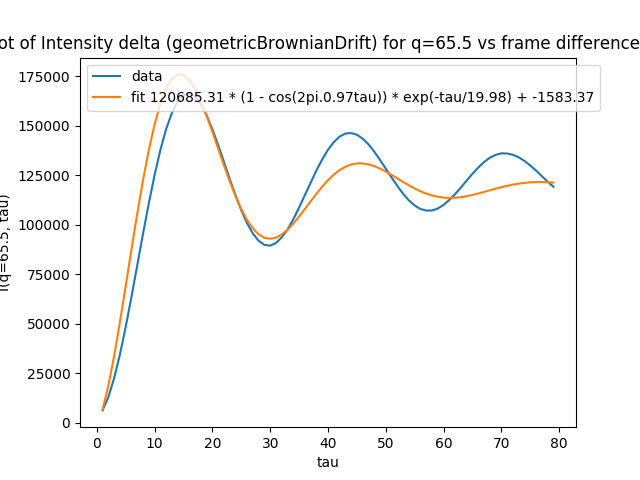 ot of Intensity delta (geometricBrownianDrift) for q=65.5 vs frame difference
data
fit 120685.31 * (1 - cos(2pi.0.97tau)) * exp(-tau/19.98) + -1583.37
175000
150000
125000
100000
75000
50000
25000
0
I(q=65.5, tau)
0 10 20 30 40 50 60 70 80
tau